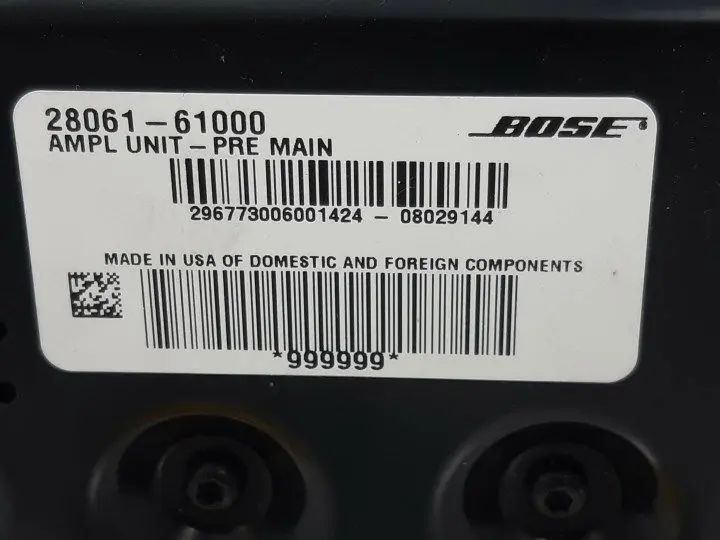 28061-61000
BOSE
AMPL UNIT-PRE MAIN
296773006001424 - 08029144
MADE IN USA OF DOMESTIC AND FOREIGN COMPONENTS
*999999*